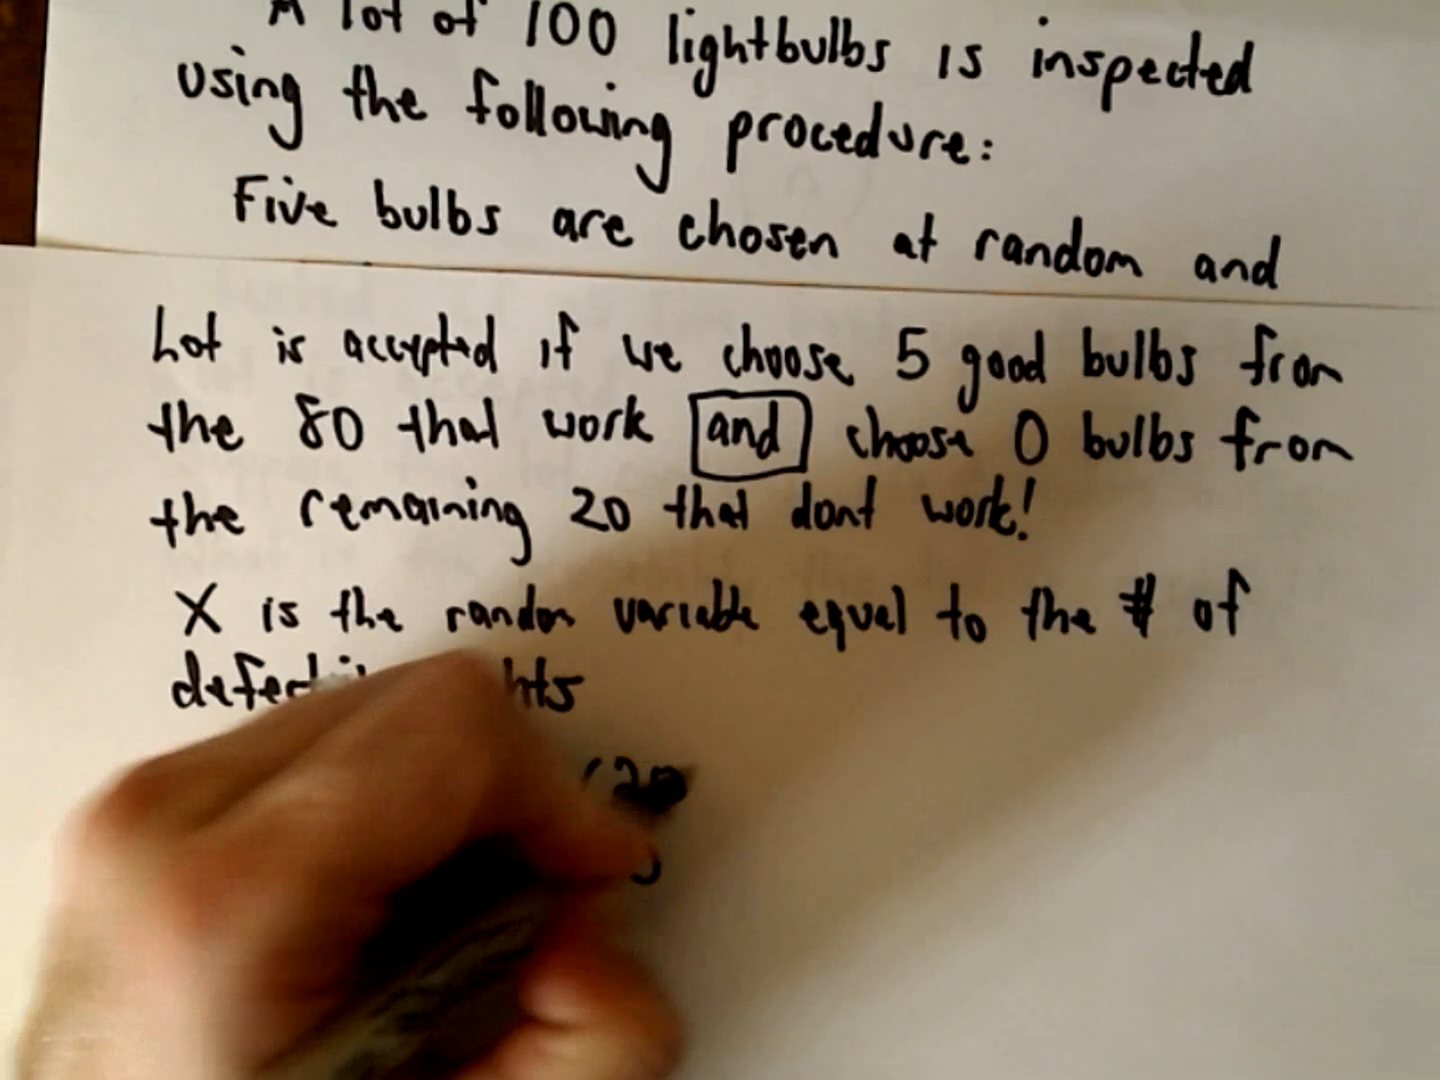 A lot of 100 lightbulbs is inspected
using the following procedure:
Five bulbs are chosen at random and
Lot is accepted if we choose 5 good bulbs from
the 80 that work and choose 0 bulbs from
the remaining 20 that dont work!
X is the random variable equal to the # of
(20